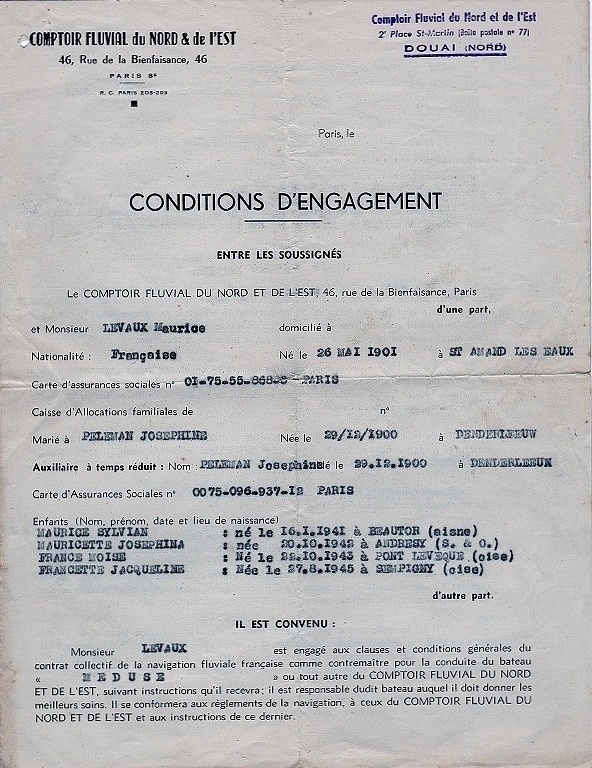 COMPTOIR FLUVIAL du NORD & de l'EST
46, Rue de la Bienfaisance, 46
PARIS 8e
R. C. PARIS 205-203
Comptoir Fluvial du Nord et de l'Est
2e Place St-Martin (Boîte postale n° 77)
DOUAI (NORD)
Paris, le
CONDITIONS D'ENGAGEMENT
ENTRE LES SOUSSIGNÉS
Le COMPTOIR FLUVIAL DU NORD ET DE L'EST, 46, rue de la Bienfaisance, Paris
d'une part,
et Monsieur LEVAUX Maurice domicilié à
Nationalité : Française Né le 26 MAI 1901 à ST AMAND LES EAUX
Carte d'assurances sociales n° 01-75-55- PARIS
Caisse d'Allocations familiales de n°
Marié à PELEMAN JOSEPHINE Née le 29/12/1900 à DENDERLEEUW
Auxiliaire à temps réduit : Nom : PELEMAN Josephine Né le 29.12.1900 à DENDERLEEUW
Carte d'Assurances Sociales n° 0075-096-937-12 PARIS
Enfants (Nom, prénom, date et lieu de naissance)
MAURICE SYLVIAN : né le 16.1.1941 à BEAUTOR (aisne)
MAURICETTE JOSEPHINA : née 20.10.1942 à ANDRESY (S. & O.)
FRANCE MOISE : Né le 22.10.1943 à PONT LEVEQUE (oise)
FRANCETTE JACQUELINE : Née le 27.8.1945 à SEMPIGNY (oise)
d'autre part.
IL EST CONVENU :
Monsieur LEVAUX est engagé aux clauses et conditions générales du
contrat collectif de la navigation fluviale française comme contremaître pour la conduite du bateau
« MEDUSE » ou tout autre du COMPTOIR FLUVIAL DU NORD
ET DE L'EST, suivant instructions qu'il recevra; il est responsable dudit bateau auquel il doit donner les
meilleurs soins. Il se conformera aux règlements de la navigation, à ceux du COMPTOIR FLUVIAL DU
NORD ET DE L'EST et aux instructions de ce dernier.